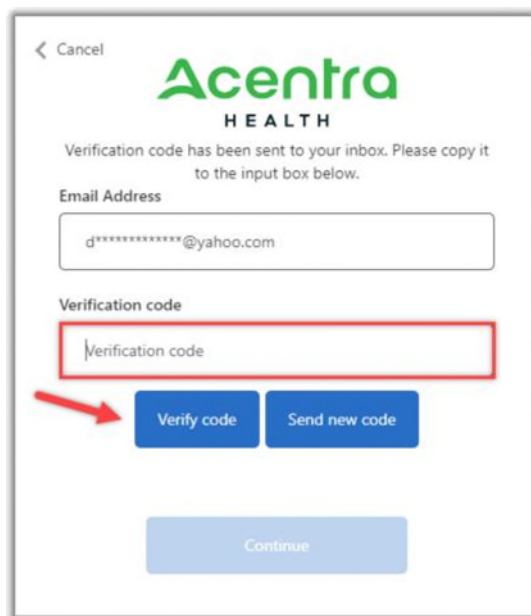 Cancel
Acentra
HEALTH
Verification code has been sent to your inbox. Please copy it
to the input box below.
Email Address
d*************@yahoo.com
Verification code
Verification code
Verify code
Send new code
Continue